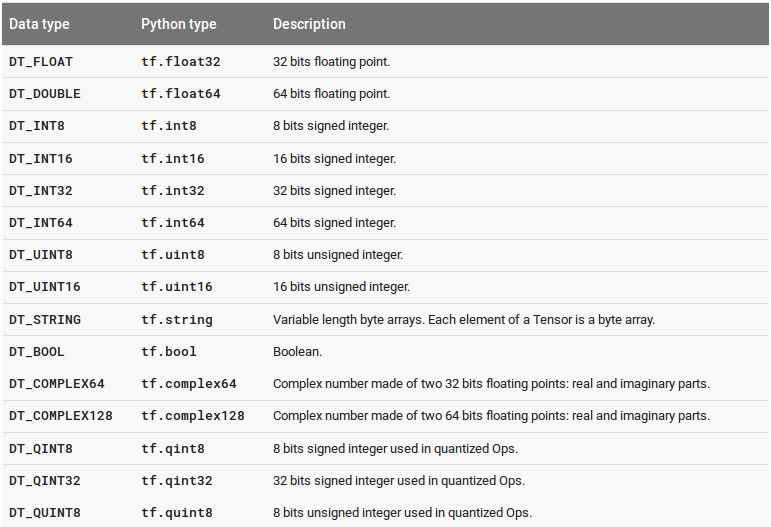 Data type Python type Description
DT_FLOAT tf.float32 32 bits floating point.
DT_DOUBLE tf.float64 64 bits floating point.
DT_INT8 tf.int8 8 bits signed integer.
DT_INT16 tf.int16 16 bits signed integer.
DT_INT32 tf.int32 32 bits signed integer.
DT_INT64 tf.int64 64 bits signed integer.
DT_UINT8 tf.uint8 8 bits unsigned integer.
DT_UINT16 tf.uint16 16 bits unsigned integer.
DT_STRING tf.string Variable length byte arrays. Each element of a Tensor is a byte array.
DT_BOOL tf.bool Boolean.
DT_COMPLEX64 tf.complex64 Complex number made of two 32 bits floating points: real and imaginary parts.
DT_COMPLEX128 tf.complex128 Complex number made of two 64 bits floating points: real and imaginary parts.
DT_QINT8 tf.qint8 8 bits signed integer used in quantized Ops.
DT_QINT32 tf.qint32 32 bits signed integer used in quantized Ops.
DT_QUINT8 tf.quint8 8 bits unsigned integer used in quantized Ops.